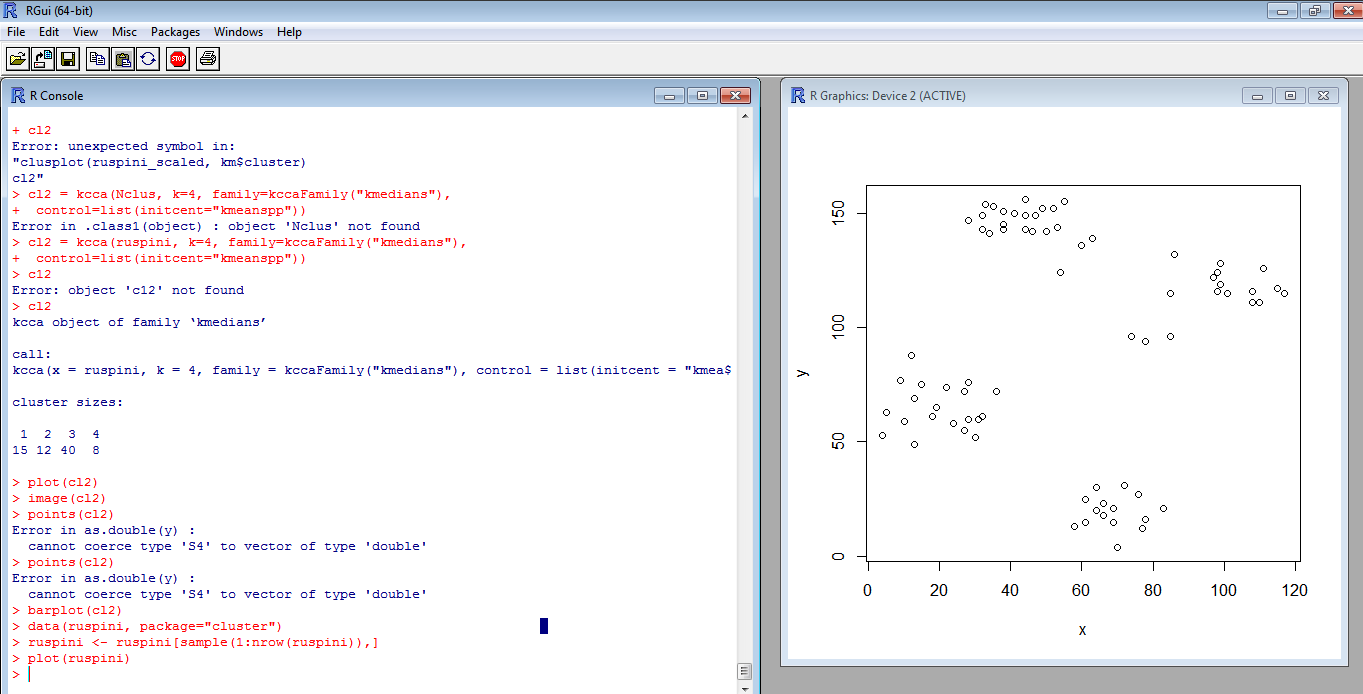 RGui (64-bit)
File Edit View Misc Packages Windows Help
STOP
R Console
+ cl2
Error: unexpected symbol in:
"clusplot(ruspini_scaled, km$cluster)
cl2"
> cl2 = kcca(Nclus, k=4, family=kccaFamily("kmedians"),
+  control=list(initcent="kmeanspp"))
Error in .class1(object) : object 'Nclus' not found
> cl2 = kcca(ruspini, k=4, family=kccaFamily("kmedians"),
+  control=list(initcent="kmeanspp"))
> c12
Error: object 'c12' not found
> cl2
kcca object of family ‘kmedians’
call:
kcca(x = ruspini, k = 4, family = kccaFamily("kmedians"), control = list(initcent = "kmea$
cluster sizes:
 1  2  3  4
15 12 40  8
> plot(cl2)
> image(cl2)
> points(cl2)
Error in as.double(y) :
  cannot coerce type 'S4' to vector of type 'double'
> points(cl2)
Error in as.double(y) :
  cannot coerce type 'S4' to vector of type 'double'
> barplot(cl2)
> data(ruspini, package="cluster")
> ruspini <- ruspini[sample(1:nrow(ruspini)),]
> plot(ruspini)
>
R Graphics: Device 2 (ACTIVE)
150
100
50
0
y
0 20 40 60 80 100 120
x